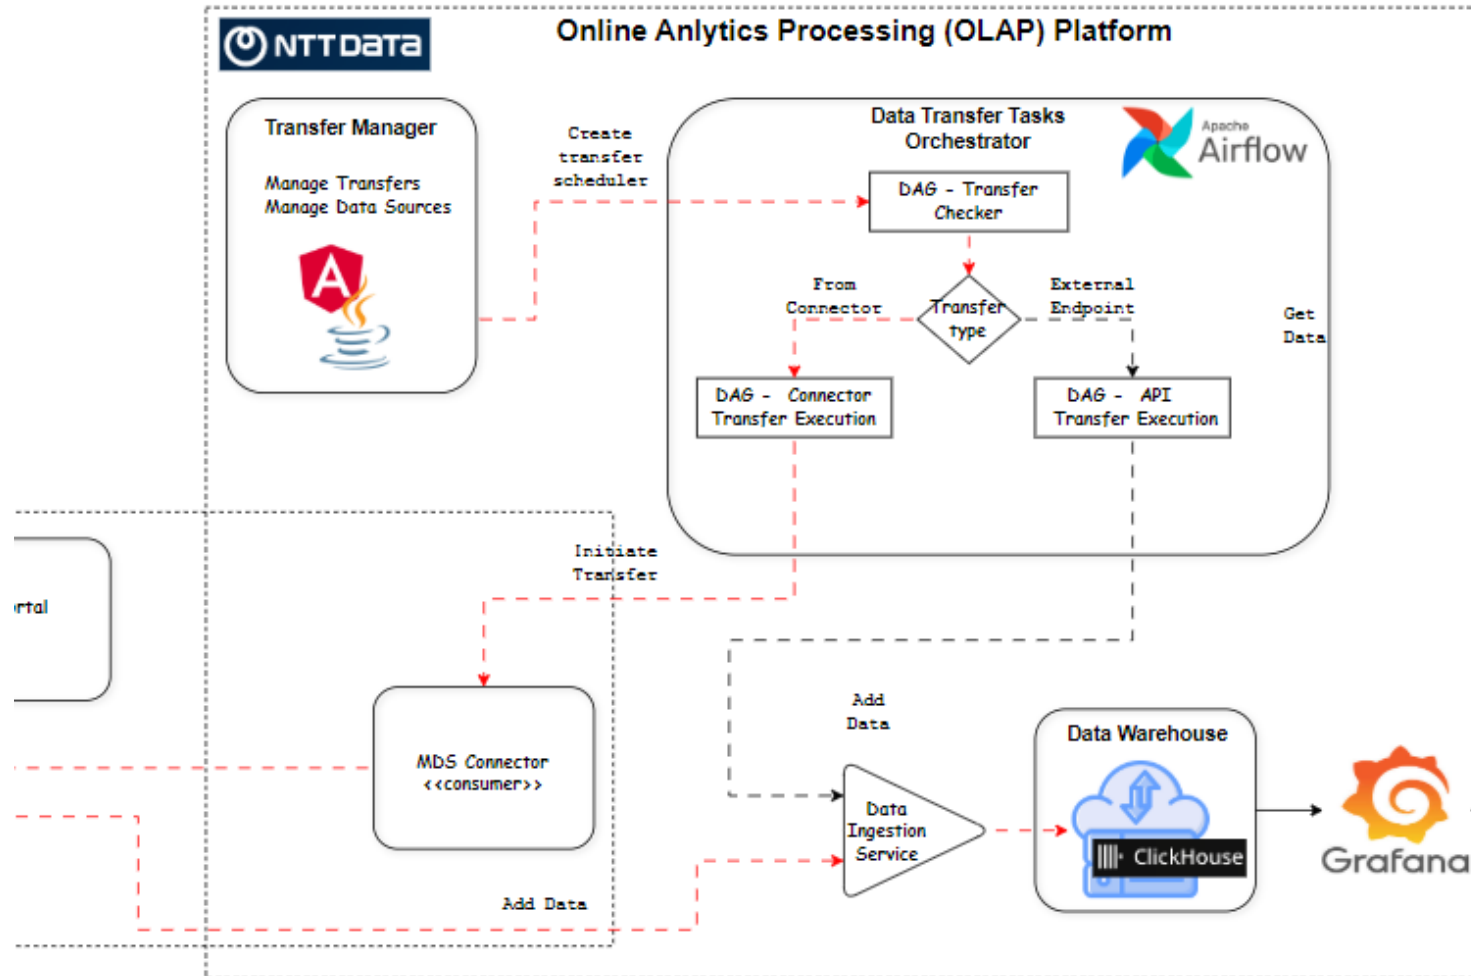 NTT DATA
Online Anlytics Processing (OLAP) Platform
Transfer Manager
Manage Transfers
Manage Data Sources
Create
transfer
scheduler
Data Transfer Tasks
Orchestrator
Apache
Airflow
DAG - Transfer
Checker
From
Connector
Transfer
type
External
Endpoint
Get
Data
DAG - Connector
Transfer Execution
DAG - API
Transfer Execution
Initiate
Transfer
rtal
MDS Connector
<<consumer>>
Add Data
Add
Data
Data
Ingestion
Service
Data Warehouse
ClickHouse
Grafana